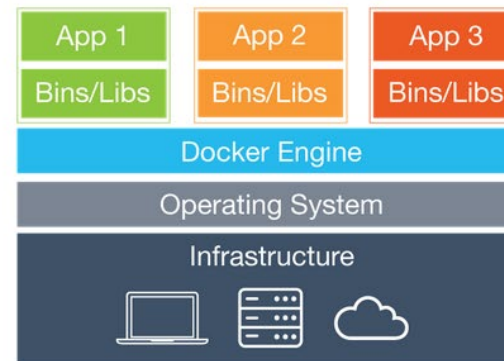 App 1
App 2
App 3
Bins/Libs
Bins/Libs
Bins/Libs
Docker Engine
Operating System
Infrastructure